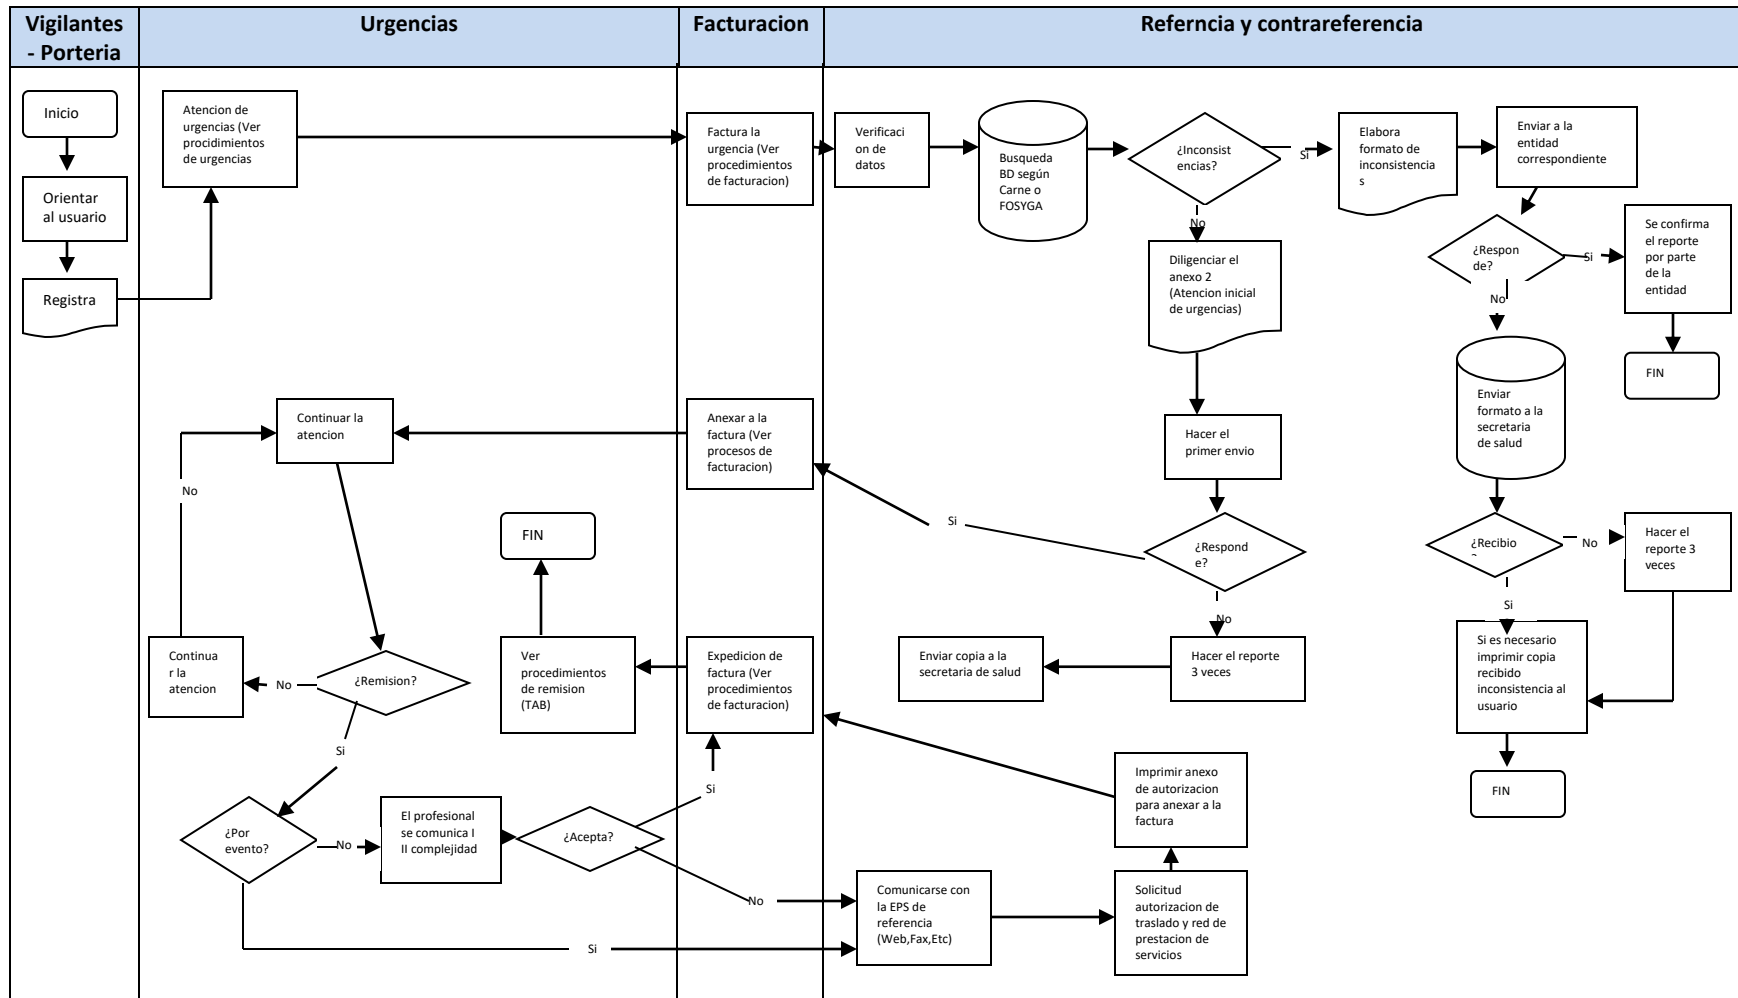 Vigilantes
- Porteria
Urgencias
Facturacion
Referncia y contrareferencia
Inicio
Orientar
al usuario
Registra
Atencion de
urgencias (Ver
procidimientos
de urgencias
Factura la
urgencia (Ver
procedimientos
de facturacion)
Verificaci
on de
datos
Busqueda
BD según
Carne o
FOSYGA
¿Inconsist
encias?
Si
No
Elabora
formato de
inconsistencia
s
Enviar a la
entidad
correspondiente
¿Respon
de?
Si
No
Se confirma
el reporte
por parte
de la
entidad
FIN
Diligenciar el
anexo 2
(Atencion inicial
de urgencias)
Enviar
formato a la
secretaria
de salud
Continuar la
atencion
Anexar a la
factura (Ver
procesos de
facturacion)
Hacer el
primer envio
No
Si
FIN
¿Respond
e?
No
¿Recibio
No
Si
Hacer el
reporte 3
veces
Continua
r la
atencion
No
¿Remision?
Si
Ver
procedimientos
de remision
(TAB)
Expedicion de
factura (Ver
procedimientos
de facturacion)
Enviar copia a la
secretaria de salud
Hacer el reporte
3 veces
Si es necesario
imprimir copia
recibido
inconsistencia al
usuario
FIN
¿Por
evento?
No
El profesional
se comunica I
II complejidad
¿Acepta?
Si
No
Imprimir anexo
de autorizacion
para anexar a la
factura
Comunicarse con
la EPS de
referencia
(Web,Fax,Etc)
Solicitud
autorizacion de
traslado y red de
prestacion de
servicios
Si